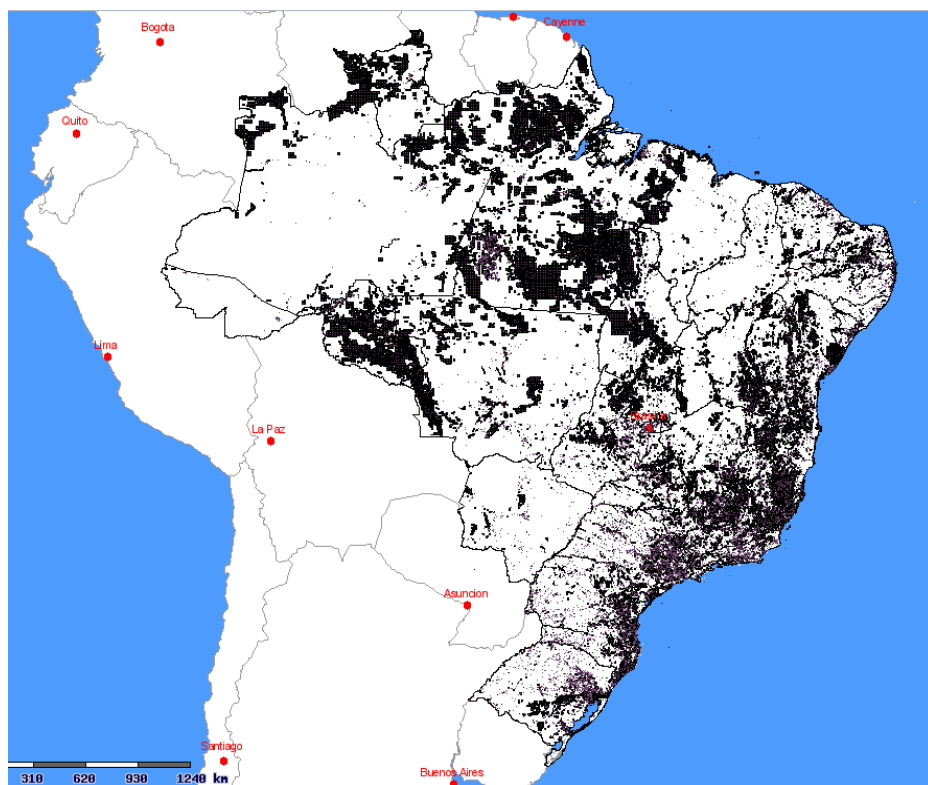 Bogota
Cayenne
Quito
Lima
La Paz
Asuncion
Santiago
Buenos Aires
310 620 930 1240 km